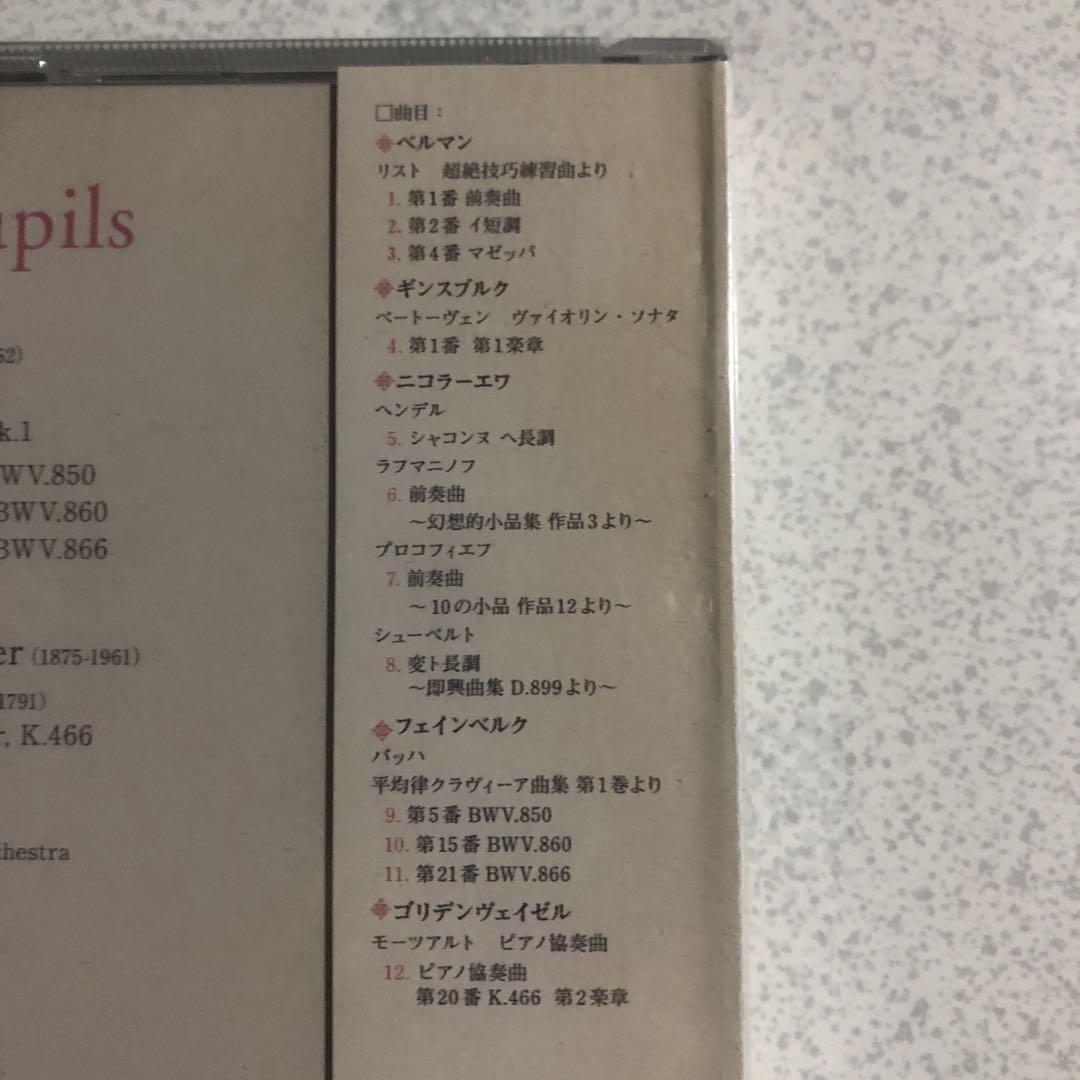 upils
52)
k.1
WV.850
BWV.860
BWV.866
er (1875-1961)
1791)
r, K.466
chestra
□曲目：
ベルマン
リスト 超絶技巧練習曲より
1. 第1番 前奏曲
2. 第2番 イ短調
3. 第4番 マゼッパ
ギンスブルク
ベートーヴェン ヴァイオリン・ソナタ
4. 第1番 第1楽章
ニコラーエワ
ヘンデル
5. シャコンヌ ヘ長調
ラフマニノフ
6. 前奏曲
～幻想的小品集 作品3より～
プロコフィエフ
7. 前奏曲
～10の小品 作品12より～
シューベルト
8. 変ト長調
～即興曲集 D.899より～
フェインベルク
バッハ
平均律クラヴィーア曲集 第1巻より
9. 第5番 BWV.850
10. 第15番 BWV.860
11. 第21番 BWV.866
ゴリデンヴェイゼル
モーツアルト ピアノ協奏曲
12. ピアノ協奏曲
第20番 K.466 第2楽章